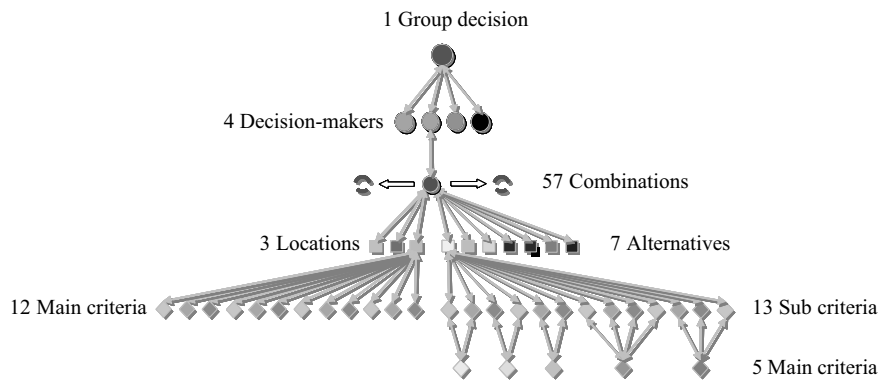 1 Group decision
4 Decision-makers
57 Combinations
3 Locations
7 Alternatives
12 Main criteria
13 Sub criteria
5 Main criteria